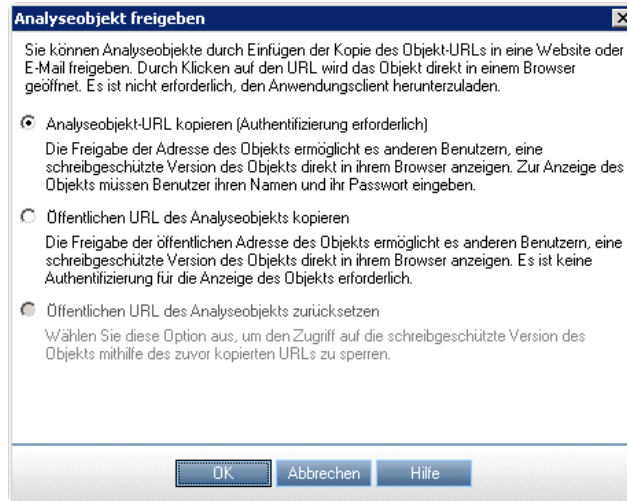 Analyseobjekt freigeben
Sie können Analyseobjekte durch Einfügen der Kopie des Objekt-URLs in eine Website oder
E-Mail freigeben. Durch Klicken auf den URL wird das Objekt direkt in einem Browser
geöffnet. Es ist nicht erforderlich, den Anwendungsclient herunterzuladen.
Analyseobjekt-URL kopieren (Authentifizierung erforderlich)
Die Freigabe der Adresse des Objekts ermöglicht es anderen Benutzern, eine
schreibgeschützte Version des Objekts direkt in ihrem Browser anzeigen. Zur Anzeige des
Objekts müssen Benutzer ihren Namen und ihr Passwort eingeben.
Öffentlichen URL des Analyseobjekts kopieren
Die Freigabe der öffentlichen Adresse des Objekts ermöglicht es anderen Benutzern, eine
schreibgeschützte Version des Objekts direkt in ihrem Browser anzeigen. Es ist keine
Authentifizierung für die Anzeige des Objekts erforderlich.
Öffentlichen URL des Analyseobjekts zurücksetzen
Wählen Sie diese Option aus, um den Zugriff auf die schreibgeschützte Version des
Objekts mithilfe des zuvor kopierten URLs zu sperren.
OK Abbrechen Hilfe